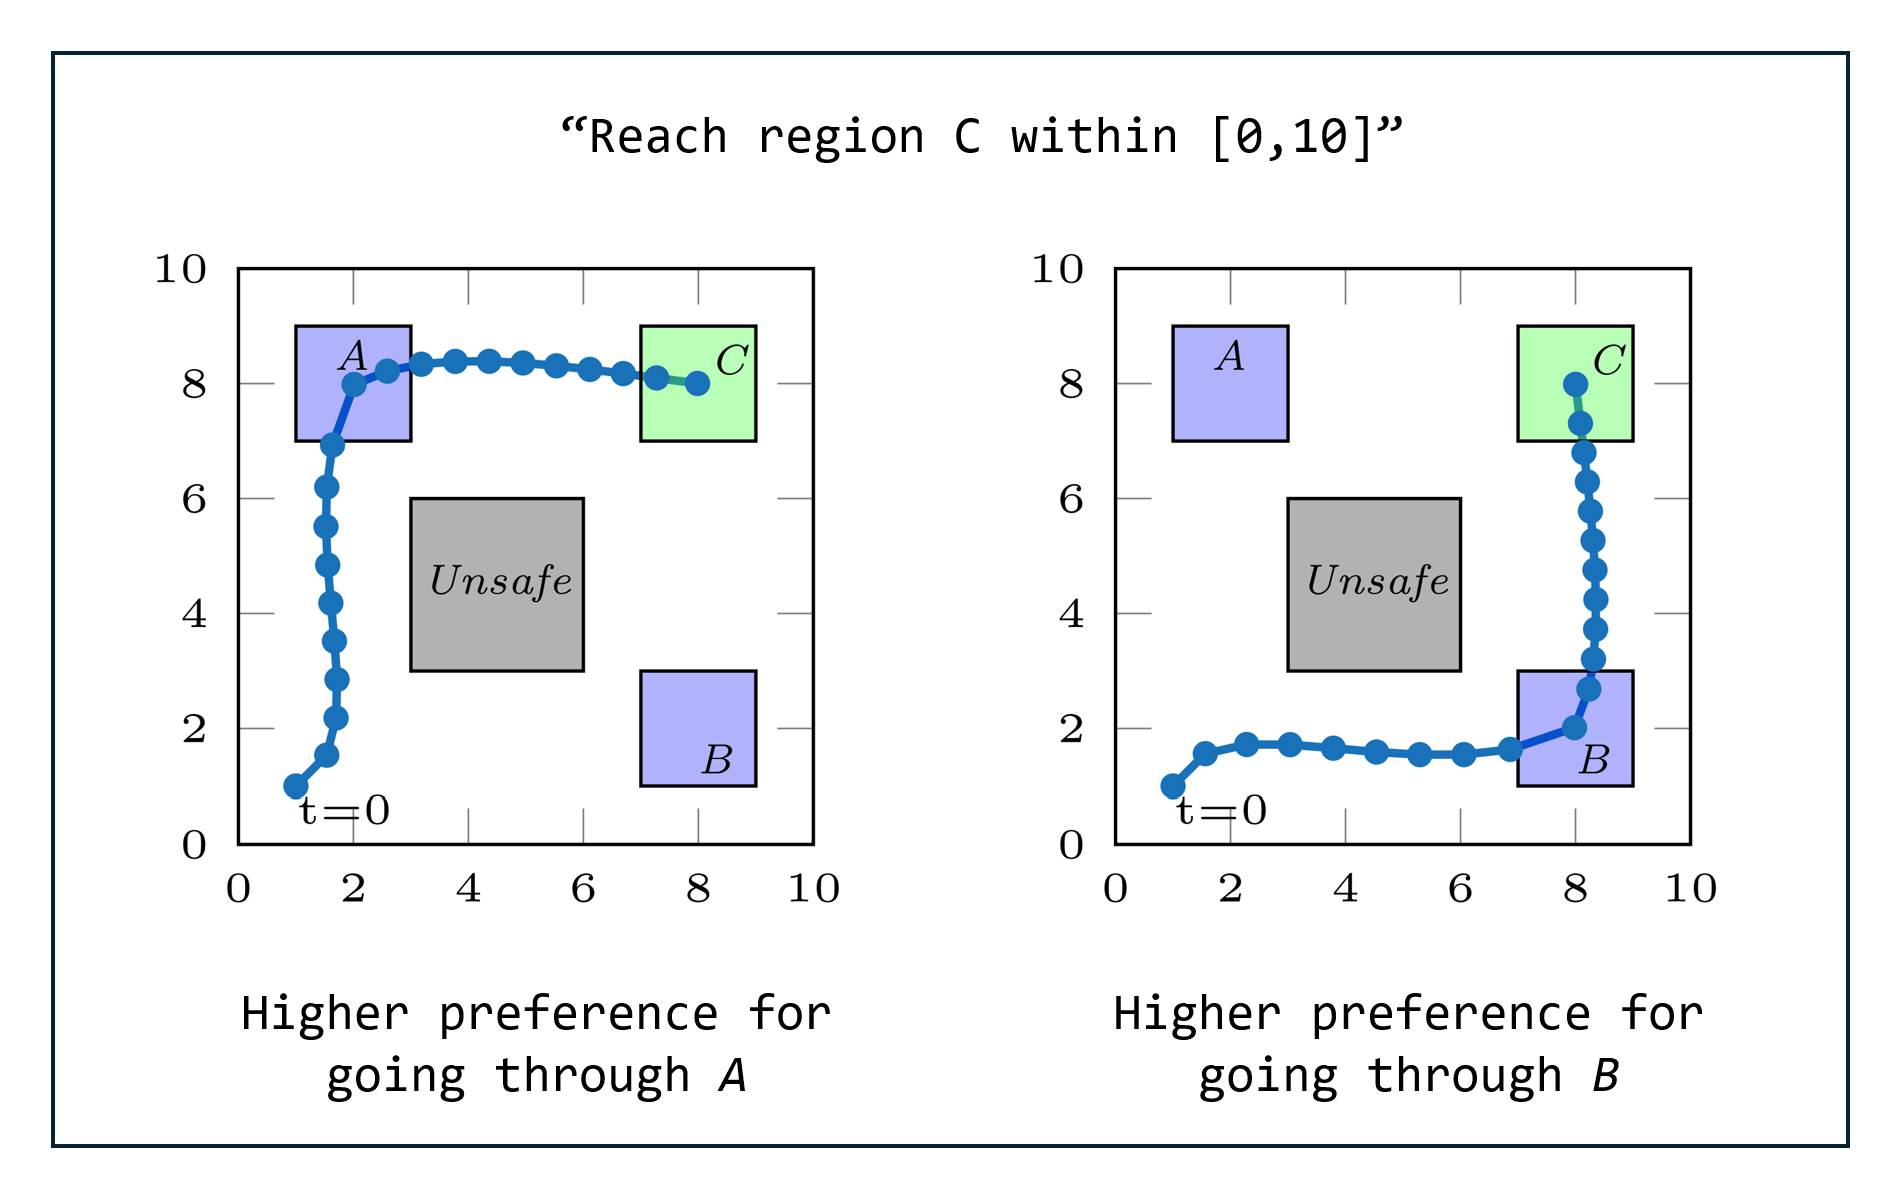 “Reach region C within [0,10]”
10
8
6
4
2
0
0 2 4 6 8 10
A
C
Unsafe
B
t=0
10
8
6
4
2
0
0 2 4 6 8 10
A
C
Unsafe
B
t=0
Higher preference for
going through A
Higher preference for
going through B